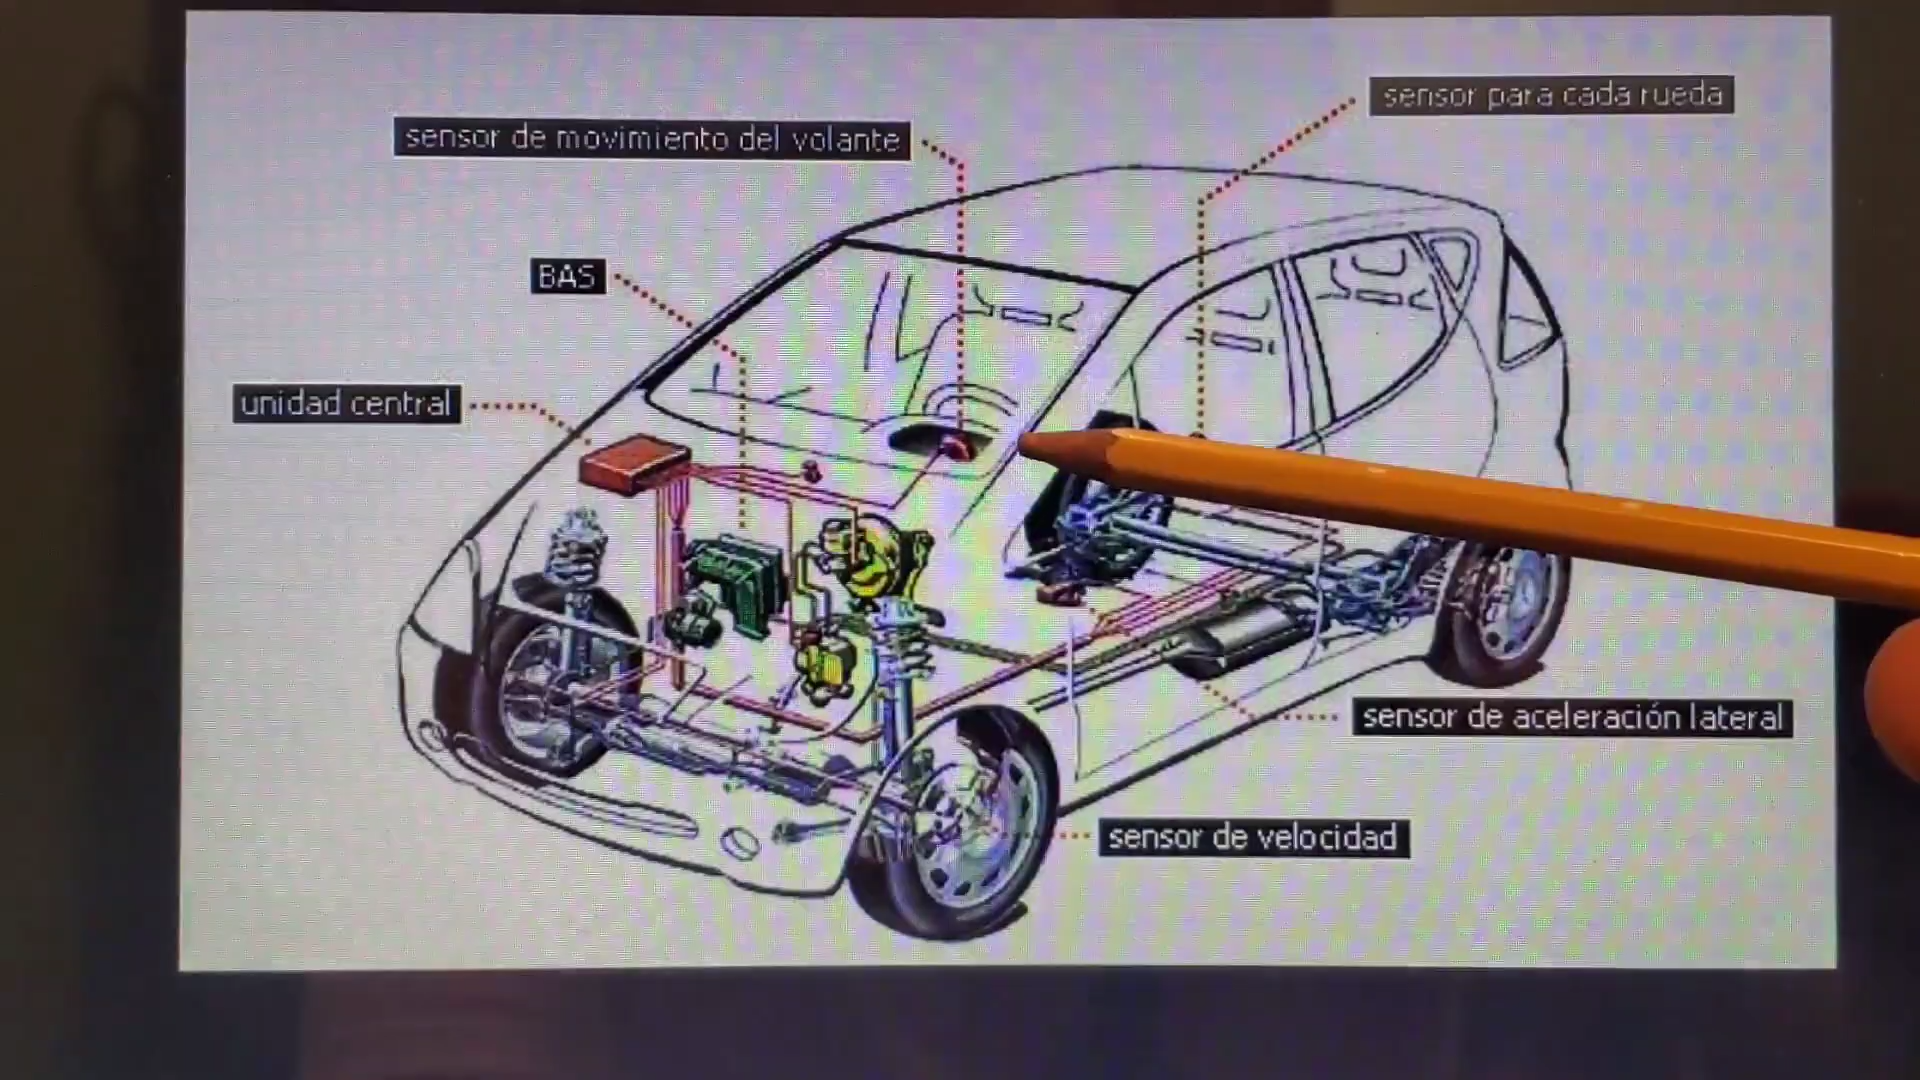 sensor para cada rueda
sensor de movimiento del volante
BAS
unidad central
sensor de aceleración lateral
sensor de velocidad